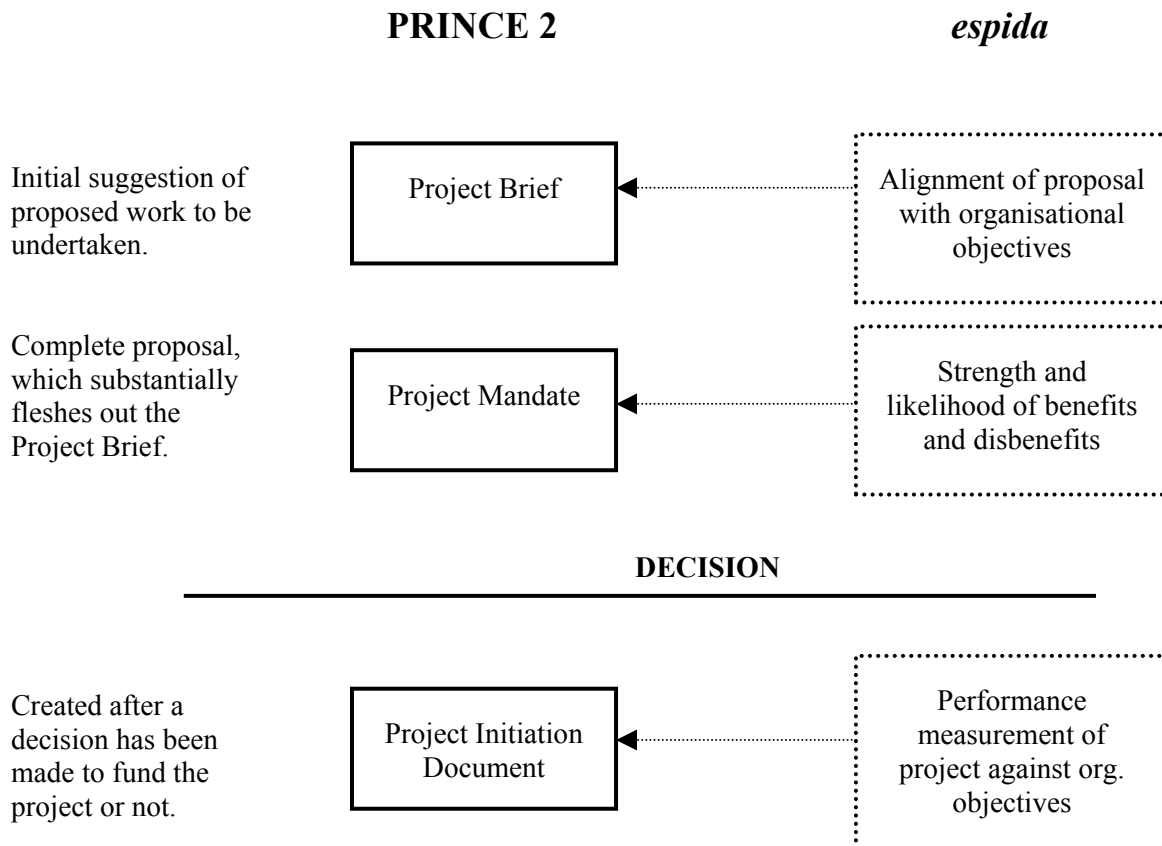 PRINCE 2
espida
Initial suggestion of
proposed work to be
undertaken.
Project Brief
Alignment of proposal
with organisational
objectives
Complete proposal,
which substantially
fleshes out the
Project Brief.
Project Mandate
Strength and
likelihood of benefits
and disbenefits
DECISION
Created after a
decision has been
made to fund the
project or not.
Project Initiation
Document
Performance
measurement of
project against org.
objectives